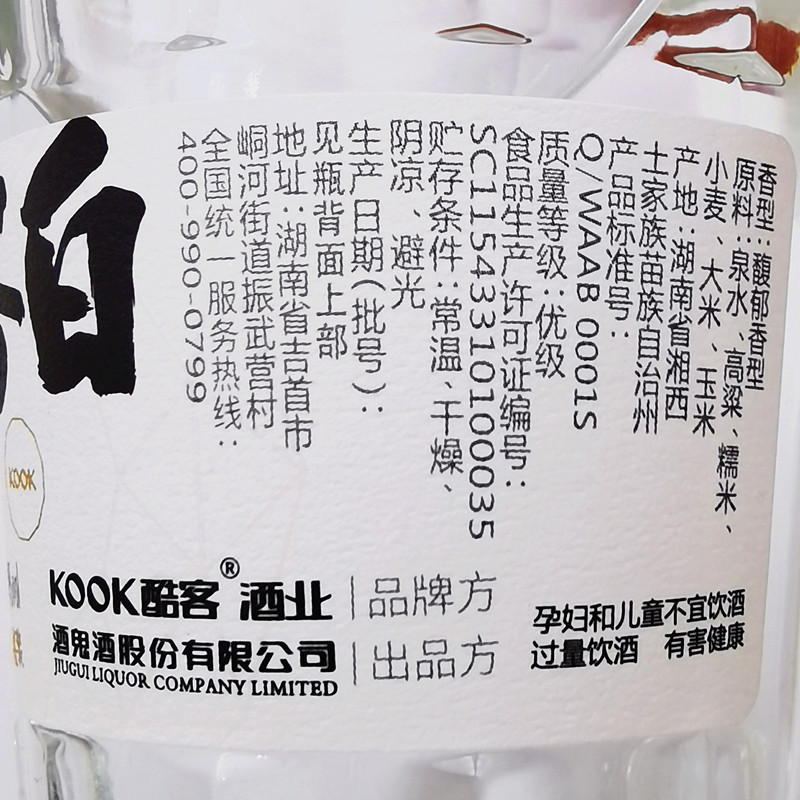 香型：馥郁香型
原料：泉水、高粱、糯米、
小麦、大米、玉米
产地：湖南省湘西
土家族苗族自治州
产品标准号：
Q/WAAB 0001S
质量等级：优级
食品生产许可证编号：
SC11543310100035
贮存条件：常温、干燥、
阴凉、避光
生产日期(批号)：
见瓶背面上部
地址：湖南省吉首市
峒河街道振武营村
全国统一服务热线：
400-990-0799
KOOK
KOOK酷客®酒业|品牌方
酒鬼酒股份有限公司|出品方
JIUGUI LIQUOR COMPANY LIMITED
孕妇和儿童不宜饮酒
过量饮酒 有害健康